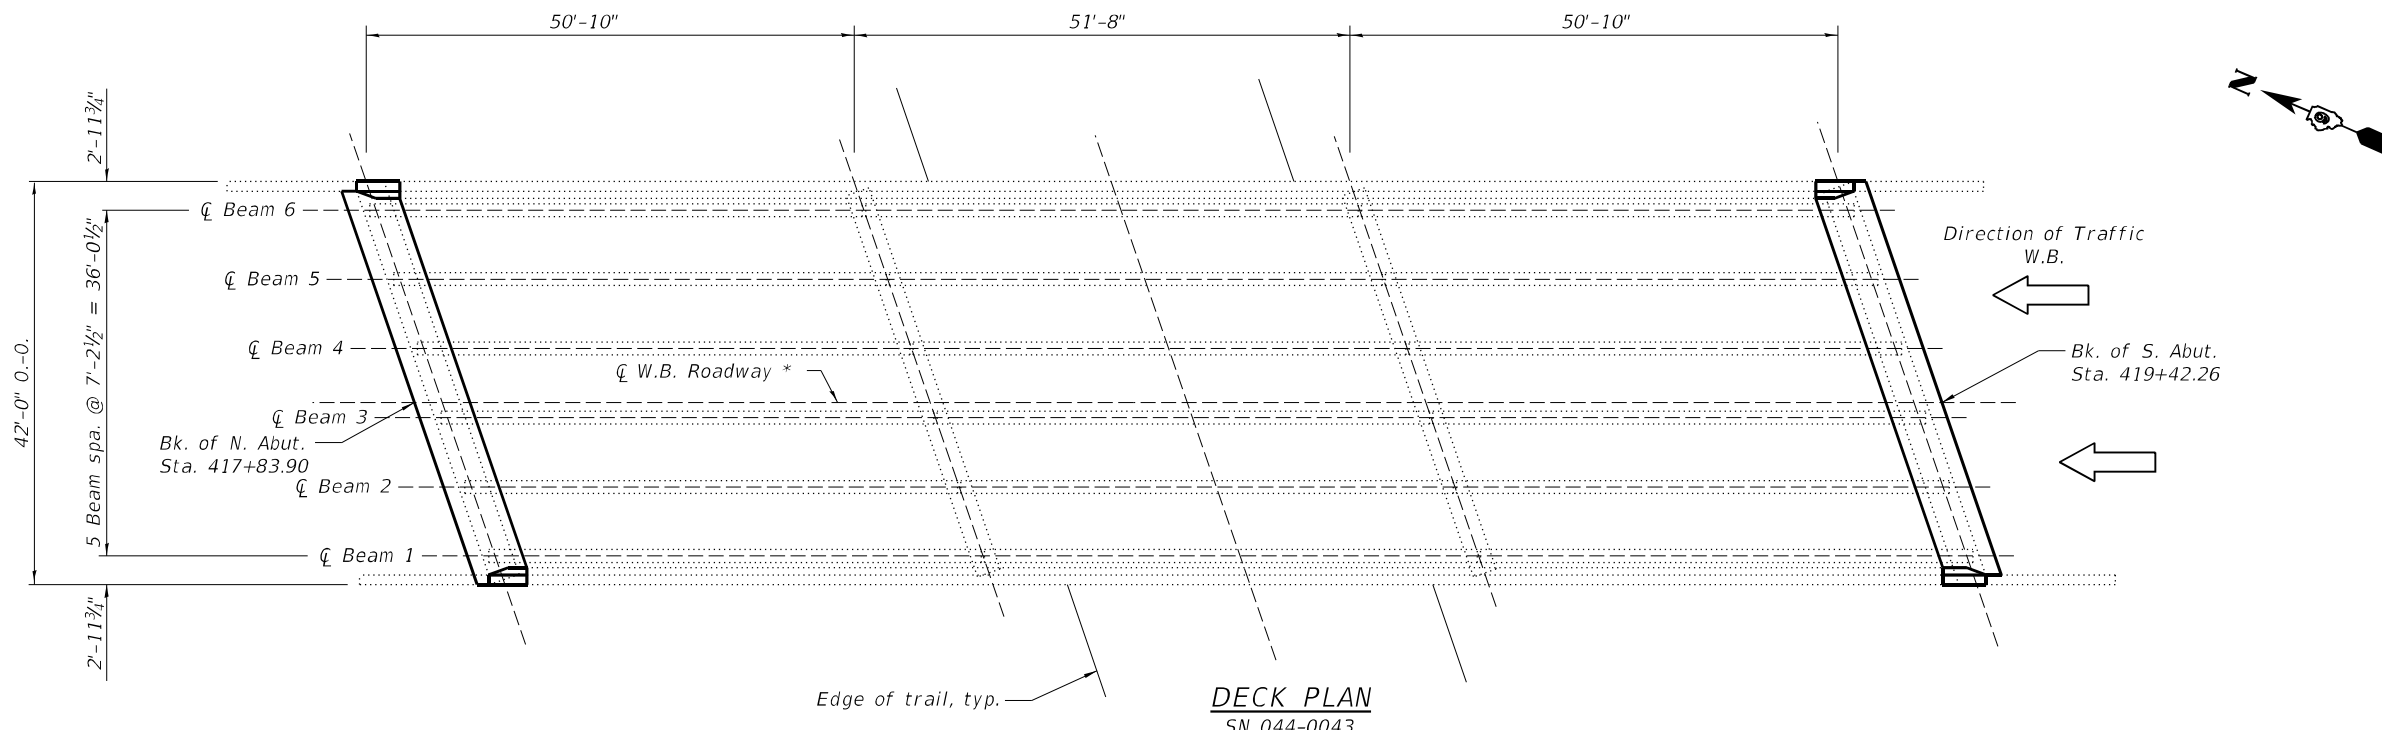 50'-10"
51'-8"
50'-10"
N
2'-11¾"
℄ Beam 6
Direction of Traffic
W.B.
℄ Beam 5
℄ Beam 4
Bk. of S. Abut.
Sta. 419+42.26
℄ W.B. Roadway *
42'-0" O.-O.
5 Beam spa. @ 7'-2½" = 36'-0½"
℄ Beam 3
Bk. of N. Abut.
Sta. 417+83.90
℄ Beam 2
℄ Beam 1
2'-11¾"
Edge of trail, typ.
DECK PLAN
SN 044-0043